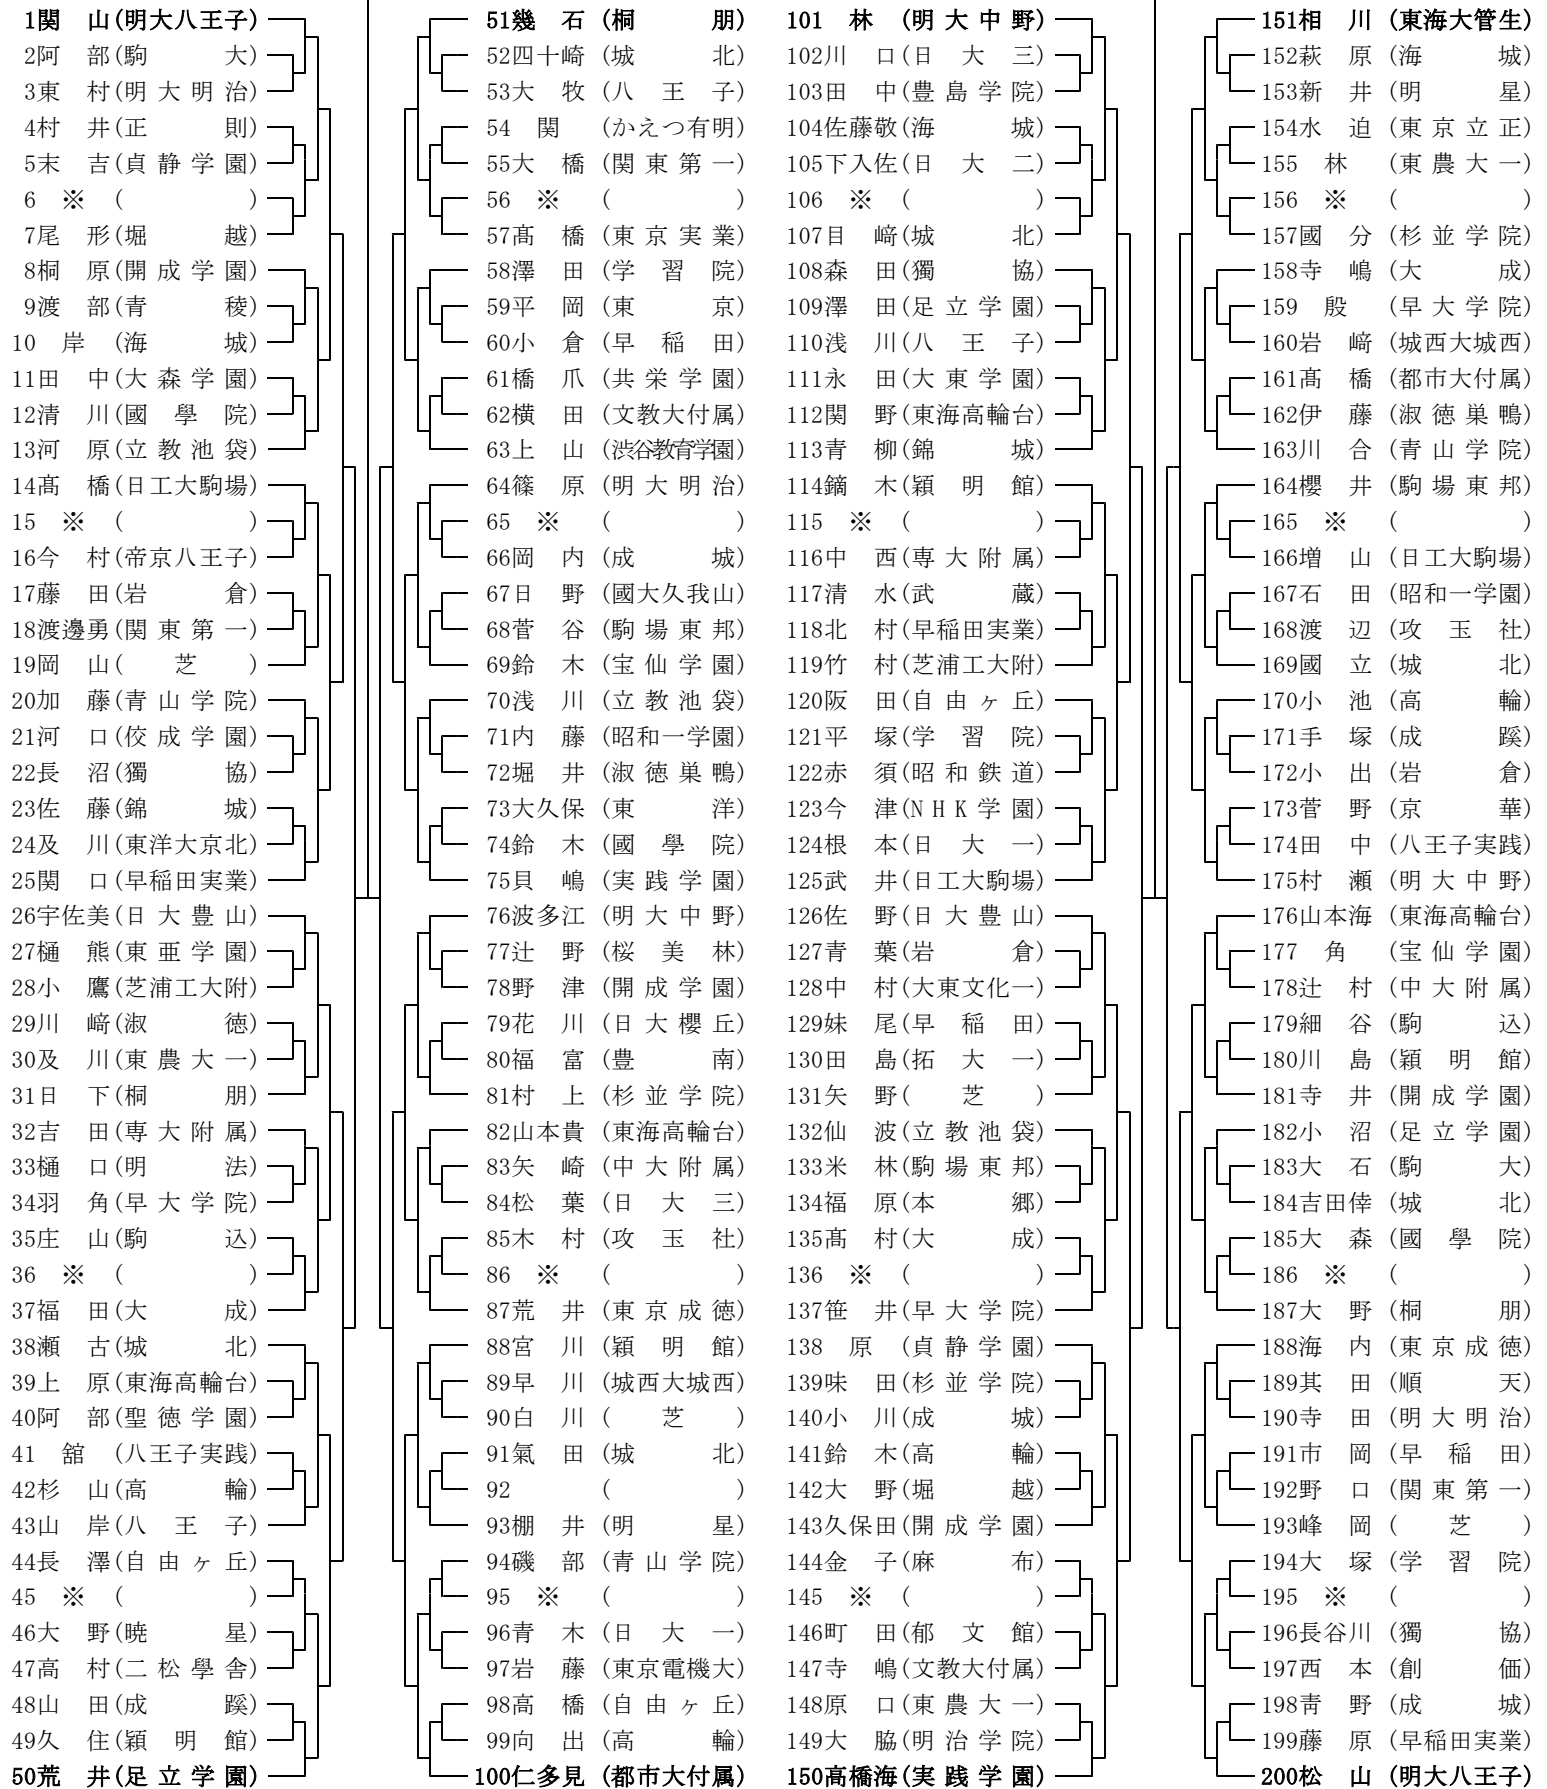 1関 山(明大八王子)
2阿 部(駒 大)
3東 村(明大明治)
4村 井(正 則)
5末 吉(貞静学園)
6 ※ ( )
7尾 形(堀 越)
8桐 原(開成学園)
9渡 部(青 稜)
10 岸 (海 城)
11田 中(大森学園)
12清 川(國 學 院)
13河 原(立教池袋)
14髙 橋(日工大駒場)
15 ※ ( )
16今 村(帝京八王子)
17藤 田(岩 倉)
18渡邊勇(関東第一)
19岡 山( 芝 )
20加 藤(青山学院)
21河 口(佼成学園)
22長 沼(獨 協)
23佐 藤(錦 城)
24及 川(東洋大京北)
25関 口(早稲田実業)
26宇佐美(日大豊山)
27樋 熊(東亜学園)
28小 鷹(芝浦工大附)
29川 﨑(淑 徳)
30及 川(東農大一)
31日 下(桐 朋)
32吉 田(専大附属)
33樋 口(明 法)
34羽 角(早大学院)
35庄 山(駒 込)
36 ※ ( )
37福 田(大 成)
38瀬 古(城 北)
39上 原(東海高輪台)
40阿 部(聖徳学園)
41 舘 (八王子実践)
42杉 山(高 輪)
43山 岸(八 王 子)
44長 澤(自由ヶ丘)
45 ※ ( )
46大 野(暁 星)
47高 村(二松學舎)
48山 田(成 蹊)
49久 住(穎 明 館)
50荒 井(足立学園)
51幾 石(桐 朋)
52四十崎(城 北)
53大 牧(八 王 子)
54 関 (かえつ有明)
55大 橋(関東第一)
56 ※ ( )
57髙 橋(東京実業)
58澤 田(学 習 院)
59平 岡(東 京)
60小 倉(早 稲 田)
61橋 爪(共栄学園)
62横 田(文教大付属)
63上 山(渋谷教育学園)
64篠 原(明大明治)
65 ※ ( )
66岡 内(成 城)
67日 野(國大久我山)
68菅 谷(駒場東邦)
69鈴 木(宝仙学園)
70浅 川(立教池袋)
71内 藤(昭和一学園)
72堀 井(淑徳巣鴨)
73大久保(東 洋)
74鈴 木(國 學 院)
75貝 嶋(実践学園)
76波多江(明大中野)
77辻 野(桜 美 林)
78野 津(開成学園)
79花 川(日大櫻丘)
80福 富(豊 南)
81村 上(杉並学院)
82山本貴(東海高輪台)
83矢 崎(中大附属)
84松 葉(日 大 三)
85木 村(攻 玉 社)
86 ※ ( )
87荒 井(東京成徳)
88宮 川(穎 明 館)
89早 川(城西大城西)
90白 川( 芝 )
91氣 田(城 北)
92 ( )
93棚 井(明 星)
94磯 部(青山学院)
95 ※ ( )
96青 木(日 大 一)
97岩 藤(東京電機大)
98高 橋(自由ヶ丘)
99向 出(高 輪)
100仁多見(都市大付属)
101 林 (明大中野)
102川 口(日 大 三)
103田 中(豊島学院)
104佐藤敬(海 城)
105下入佐(日 大 二)
106 ※ ( )
107目 﨑(城 北)
108森 田(獨 協)
109澤 田(足立学園)
110浅 川(八 王 子)
111永 田(大東学園)
112関 野(東海高輪台)
113青 柳(錦 城)
114鏑 木(穎 明 館)
115 ※ ( )
116中 西(専大附属)
117清 水(武 蔵)
118北 村(早稲田実業)
119竹 村(芝浦工大附)
120阪 田(自由ヶ丘)
121平 塚(学 習 院)
122赤 須(昭和鉄道)
123今 津(NHK学園)
124根 本(日 大 一)
125武 井(日工大駒場)
126佐 野(日大豊山)
127青 葉(岩 倉)
128中 村(大東文化一)
129妹 尾(早 稲 田)
130田 島(拓 大 一)
131矢 野( 芝 )
132仙 波(立教池袋)
133米 林(駒場東邦)
134福 原(本 郷)
135髙 村(大 成)
136 ※ ( )
137笹 井(早大学院)
138 原 (貞静学園)
139味 田(杉並学院)
140小 川(成 城)
141鈴 木(高 輪)
142大 野(堀 越)
143久保田(開成学園)
144金 子(麻 布)
145 ※ ( )
146町 田(郁 文 館)
147寺 嶋(文教大付属)
148原 口(東農大一)
149大 脇(明治学院)
150高橋海(実践学園)
151相 川(東海大管生)
152萩 原(海 城)
153新 井(明 星)
154水 迫(東京立正)
155 林 (東農大一)
156 ※ ( )
157國 分(杉並学院)
158寺 嶋(大 成)
159 殷 (早大学院)
160岩 﨑(城西大城西)
161髙 橋(都市大付属)
162伊 藤(淑徳巣鴨)
163川 合(青山学院)
164櫻 井(駒場東邦)
165 ※ ( )
166増 山(日工大駒場)
167石 田(昭和一学園)
168渡 辺(攻 玉 社)
169國 立(城 北)
170小 池(高 輪)
171手 塚(成 蹊)
172小 出(岩 倉)
173菅 野(京 華)
174田 中(八王子実践)
175村 瀬(明大中野)
176山本海(東海高輪台)
177 角 (宝仙学園)
178辻 村(中大附属)
179細 谷(駒 込)
180川 島(穎 明 館)
181寺 井(開成学園)
182小 沼(足立学園)
183大 石(駒 大)
184吉田倖(城 北)
185大 森(國 學 院)
186 ※ ( )
187大 野(桐 朋)
188海 内(東京成徳)
189其 田(順 天)
190寺 田(明大明治)
191市 岡(早 稲 田)
192野 口(関東第一)
193峰 岡( 芝 )
194大 塚(学 習 院)
195 ※ ( )
196長谷川(獨 協)
197西 本(創 価)
198靑 野(成 城)
199藤 原(早稲田実業)
200松 山(明大八王子)